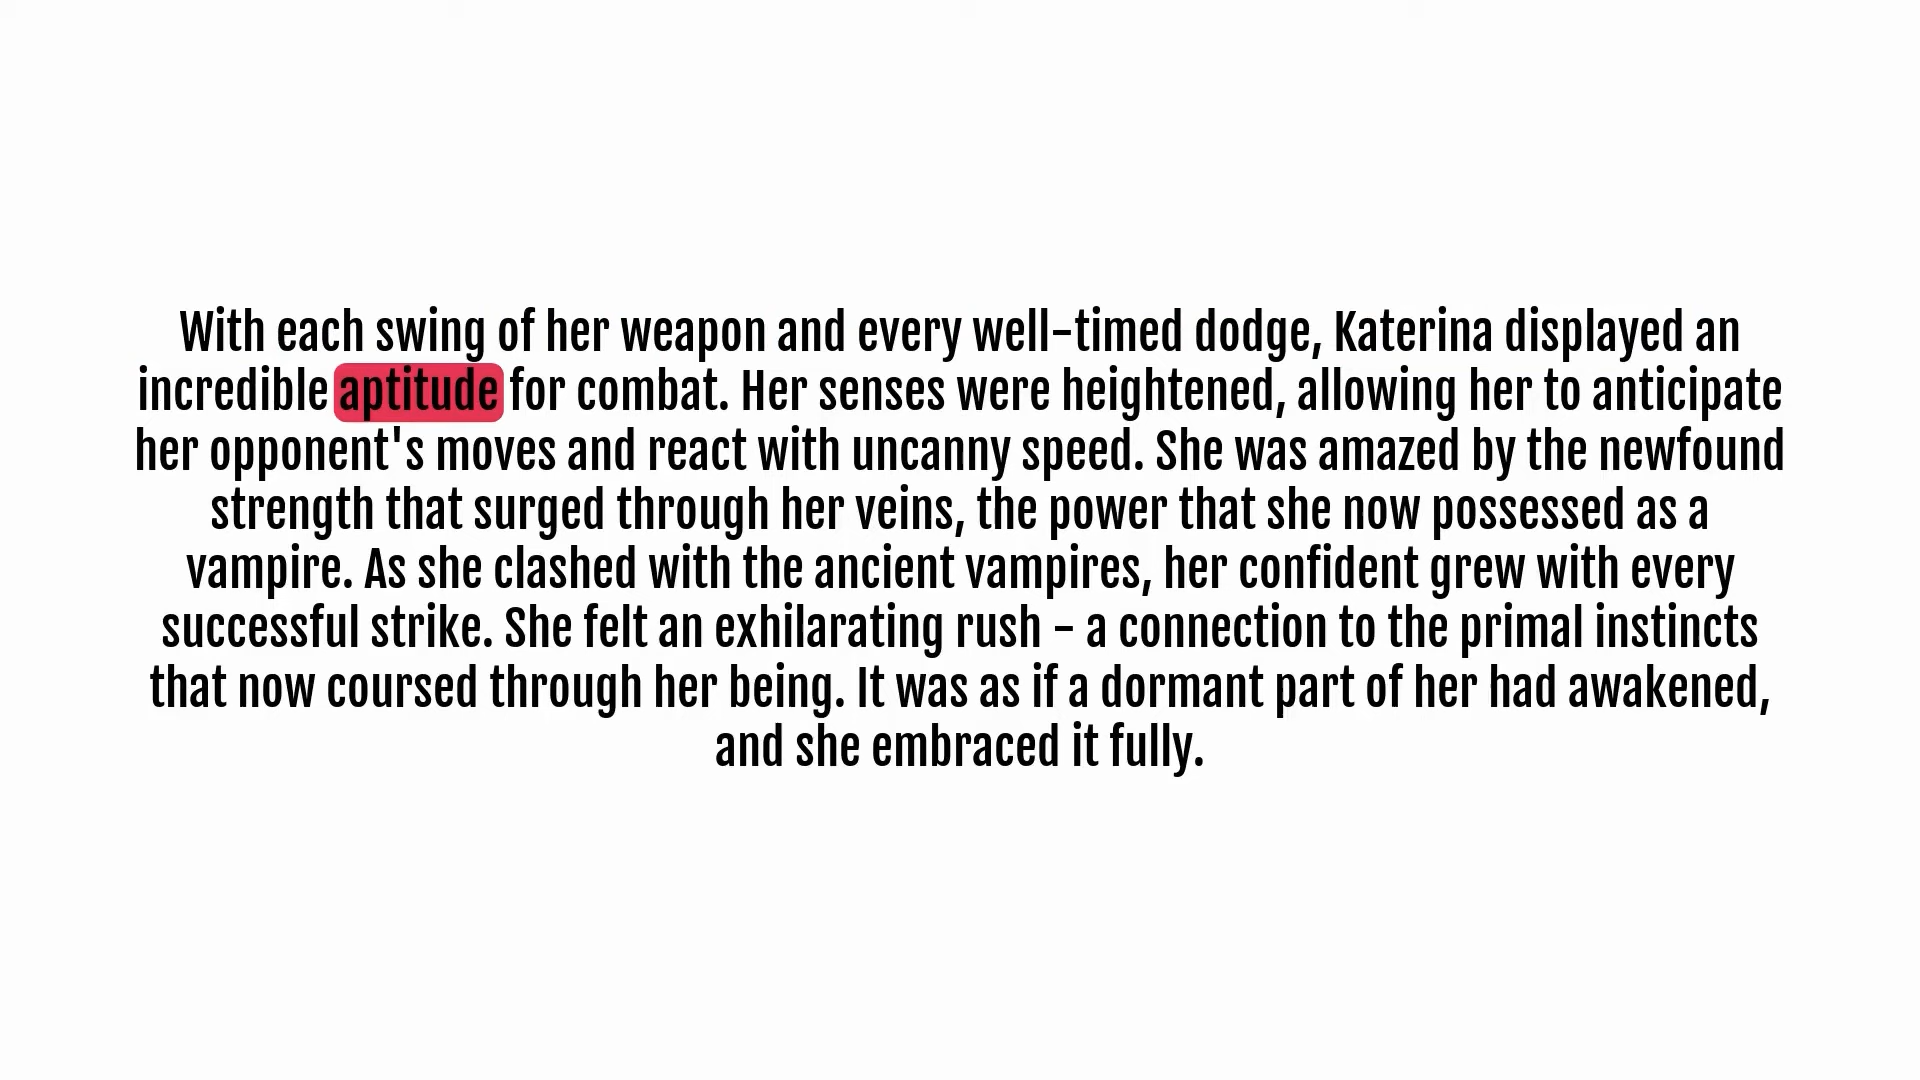 With each swing of her weapon and every well-timed dodge, Katerina displayed an
incredible aptitude for combat. Her senses were heightened, allowing her to anticipate
her opponent's moves and react with uncanny speed. She was amazed by the newfound
strength that surged through her veins, the power that she now possessed as a
vampire. As she clashed with the ancient vampires, her confident grew with every
successful strike. She felt an exhilarating rush - a connection to the primal instincts
that now coursed through her being. It was as if a dormant part of her had awakened,
and she embraced it fully.